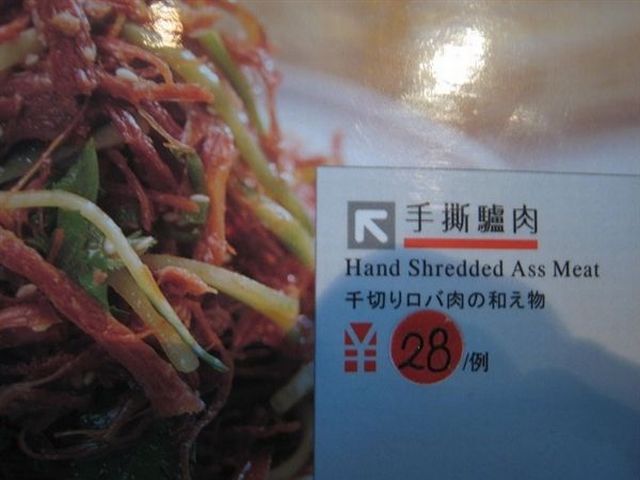 手撕驢肉
Hand Shredded Ass Meat
千切りロバ肉の和え物
¥ 28 /例